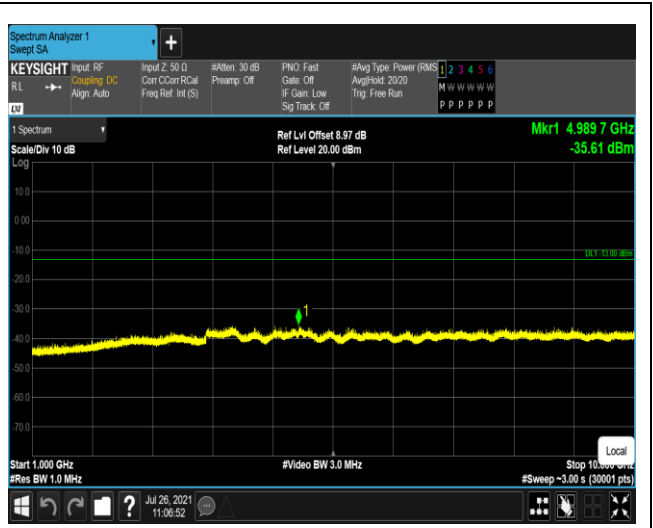 Spectrum Analyzer 1
Swept SA
+
KEYSIGHT
RL
LXI
Input: RF
Coupling: DC
Align: Auto
Input Z: 50 Ω
Corr CCorr RCal
Freq Ref: Int (S)
#Atten: 30 dB
Preamp: Off
PNO: Fast
Gate: Off
IF Gain: Low
Sig Track: Off
#Avg Type: Power (RMS
Avg|Hold: 20/20
Trig: Free Run
1 2 3 4 5 6
M W W W W W
P P P P P P
1 Spectrum
Scale/Div 10 dB
Log
Ref Lvl Offset 8.97 dB
Ref Level 20.00 dBm
Mkr1 4.989 7 GHz
-35.61 dBm
10.0
0.00
-10.0
DL1 -13.00 dBm
-20.0
-30.0
1
-40.0
-50.0
-60.0
-70.0
Local
Start 1.000 GHz
#Res BW 1.0 MHz
#Video BW 3.0 MHz
Stop 10.000 GHz
#Sweep ~3.00 s (30001 pts)
?
Jul 26, 2021
11:06:52